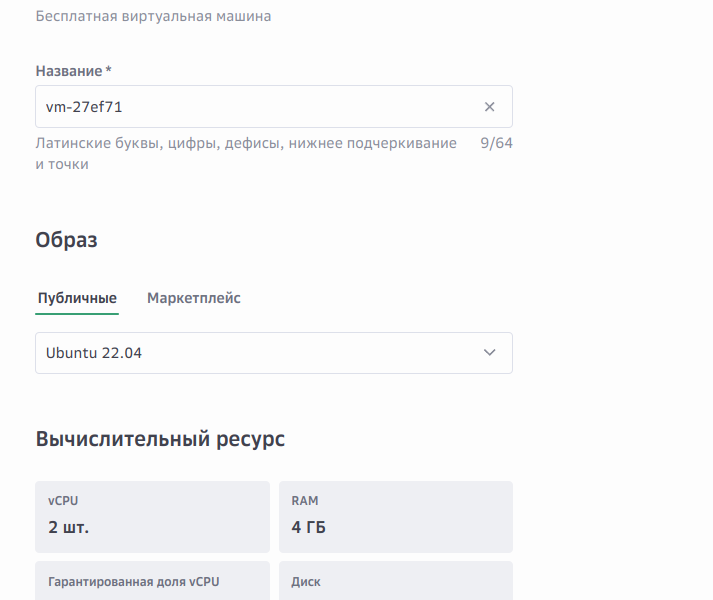 Бесплатная виртуальная машина
Название *
vm-27ef71
Латинские буквы, цифры, дефисы, нижнее подчеркивание 9/64
и точки
Образ
Публичные Маркетплейс
Ubuntu 22.04
Вычислительный ресурс
vCPU RAM
2 шт. 4 ГБ
Гарантированная доля vCPU Диск